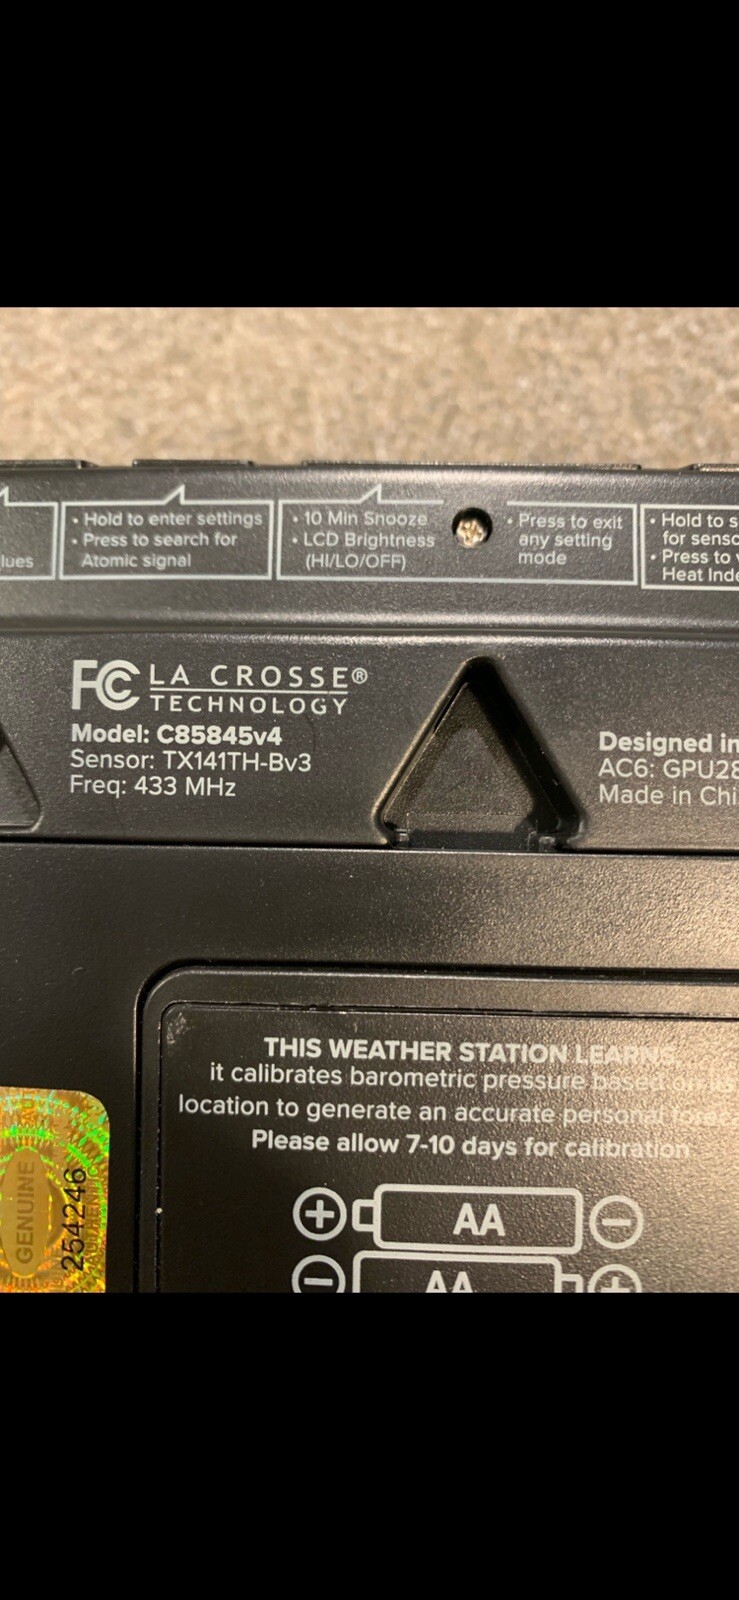 lues
• Hold to enter settings
• Press to search for
Atomic signal
• 10 Min Snooze
• LCD Brightness
(HI/LO/OFF)
• Press to exit
any setting
mode
• Hold to s
for senso
• Press to
Heat Inde
FC LA CROSSE®
TECHNOLOGY
Model: C85845v4
Sensor: TX141TH-Bv3
Freq: 433 MHz
Designed in
AC6: GPU28
Made in Chi
THIS WEATHER STATION LEARNS
it calibrates barometric pressure based
location to generate an accurate personal
Please allow 7-10 days for calibration
AA
AA
GENUINE
254246